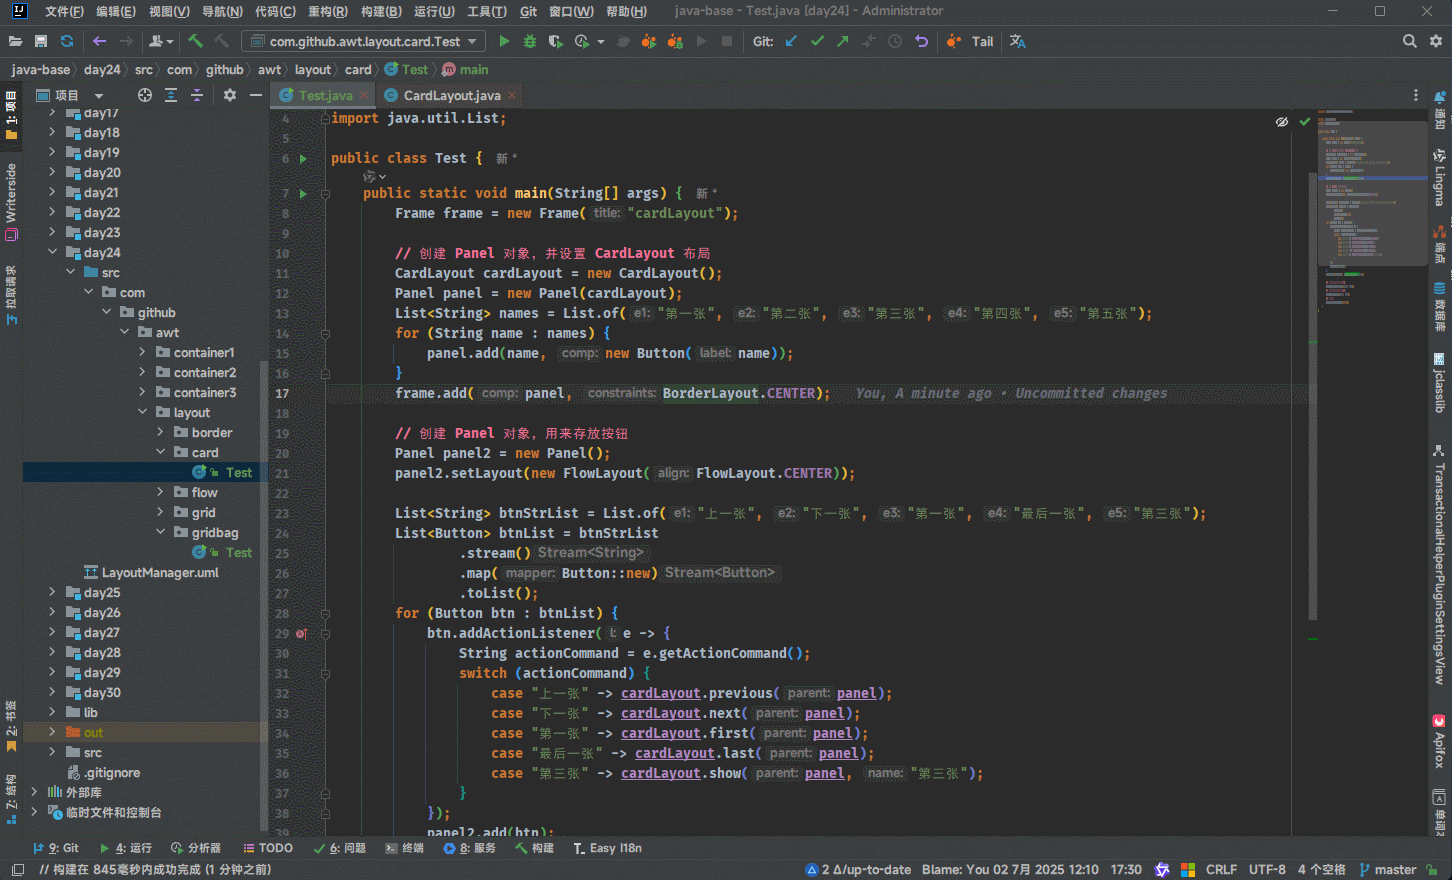 文件(F) 编辑(E) 视图(V) 导航(N) 代码(C) 重构(R) 构建(B) 运行(U) 工具(T) Git 窗口(W) 帮助(H) java-base - Test.java [day24] - Administrator
com.github.awt.layout.card.Test Git: Tail
java-base day24 src com github awt layout card Test main
项目 Test.java CardLayout.java
1: 项目
Writerside
拉取请求
2: 书签
7: 结构
day17
day18
day19
day20
day21
day22
day23
day24
src
com
github
awt
container1
container2
container3
layout
border
card
Test
flow
grid
gridbag
Test
LayoutManager.uml
day25
day26
day27
day28
day29
day30
lib
out
src
.gitignore
外部库
临时文件和控制台
4 import java.util.List;
5
6 public class Test { 新 *
7 public static void main(String[] args) { 新 *
8 Frame frame = new Frame( title: "cardLayout");
9
10 // 创建 Panel 对象，并设置 CardLayout 布局
11 CardLayout cardLayout = new CardLayout();
12 Panel panel = new Panel(cardLayout);
13 List<String> names = List.of( e1: "第一张", e2: "第二张", e3: "第三张", e4: "第四张", e5: "第五张");
14 for (String name : names) {
15 panel.add(name, comp: new Button( label: name));
16 }
17 frame.add( comp: panel, constraints: BorderLayout.CENTER); You, A minute ago • Uncommitted changes
18
19 // 创建 Panel 对象，用来存放按钮
20 Panel panel2 = new Panel();
21 panel2.setLayout(new FlowLayout( align: FlowLayout.CENTER));
22
23 List<String> btnStrList = List.of( e1: "上一张", e2: "下一张", e3: "第一张", e4: "最后一张", e5: "第三张");
24 List<Button> btnList = btnStrList
25 .stream() Stream<String>
26 .map( mapper: Button::new) Stream<Button>
27 .toList();
28 for (Button btn : btnList) {
29 btn.addActionListener( l: e -> {
30 String actionCommand = e.getActionCommand();
31 switch (actionCommand) {
32 case "上一张" -> cardLayout.previous( parent: panel);
33 case "下一张" -> cardLayout.next( parent: panel);
34 case "第一张" -> cardLayout.first( parent: panel);
35 case "最后一张" -> cardLayout.last( parent: panel);
36 case "第三张" -> cardLayout.show( parent: panel, name: "第三张");
37 }
38 });
39 panel2.add(btn);
通知
Lingma
端点
数据库
jclasslib
TransactionalHelperPluginSettingsView
Apifox
单词?
9: Git 4: 运行 分析器 TODO 6: 问题 终端 8: 服务 构建 Easy I18n
// 构建在 845毫秒内成功完成 (1 分钟之前) 2 Δ/up-to-date Blame: You 02 7月 2025 12:10 17:30 CRLF UTF-8 4 个空格 master